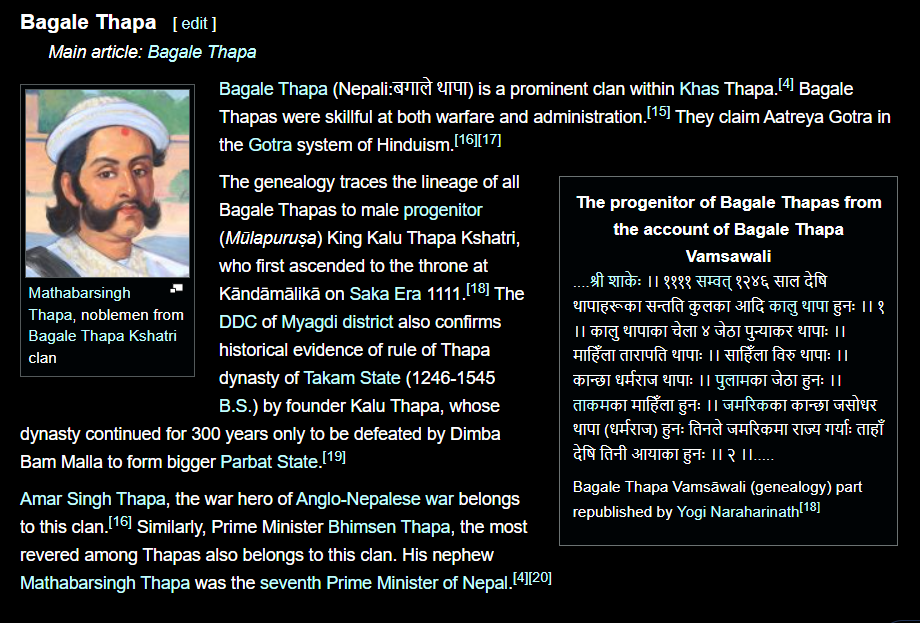 Bagale Thapa [ edit ]
Main article: Bagale Thapa
Mathabarsingh
Thapa, noblemen from
Bagale Thapa Kshatri
clan
Bagale Thapa (Nepali:बगाले थापा) is a prominent clan within Khas Thapa.[4] Bagale
Thapas were skillful at both warfare and administration.[15] They claim Aatreya Gotra in
the Gotra system of Hinduism.[16][17]
The genealogy traces the lineage of all
Bagale Thapas to male progenitor
(Mūlapuruṣa) King Kalu Thapa Kshatri,
who first ascended to the throne at
Kāndāmālikā on Saka Era 1111.[18] The
DDC of Myagdi district also confirms
historical evidence of rule of Thapa
dynasty of Takam State (1246-1545
B.S.) by founder Kalu Thapa, whose
dynasty continued for 300 years only to be defeated by Dimba
Bam Malla to form bigger Parbat State.[19]
The progenitor of Bagale Thapas from
the account of Bagale Thapa
Vamsawali
....श्री शाकेः ।। ११११ सम्वत् १२४६ साल देषि
थापाहरूका सन्तति कुलका आदि कालु थापा हुनः ।। १
।। कालु थापाका चेला ४ जेठा पुन्याकर थापाः ।।
माहिँला तारापति थापाः ।। साहिँला विरु थापाः ।।
कान्छा धर्मराज थापाः ।। पुलामका जेठा हुनः ।।
ताकमका माहिँला हुनः ।। जमरिकका कान्छा जसोधर
थापा (धर्मराज) हुनः तिनले जमरिकमा राज्य गर्याः ताहाँ
देषि तिनी आयाका हुनः ।। २ ।।.....
Bagale Thapa Vamsāwali (genealogy) part
republished by Yogi Naraharinath[18]
Amar Singh Thapa, the war hero of Anglo-Nepalese war belongs
to this clan.[16] Similarly, Prime Minister Bhimsen Thapa, the most
revered among Thapas also belongs to this clan. His nephew
Mathabarsingh Thapa was the seventh Prime Minister of Nepal.[4][20]